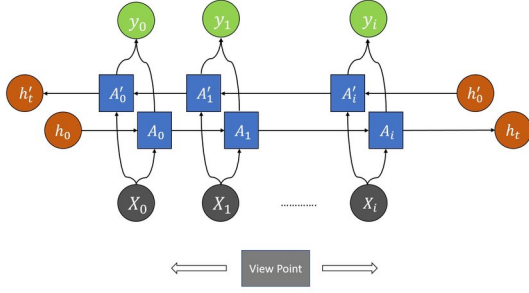 y₀ y₁ yᵢ
h′ₜ A′₀ A′₁ A′ᵢ h′₀
h₀ A₀ A₁ Aᵢ hₜ
X₀ X₁ ............. Xᵢ
View Point